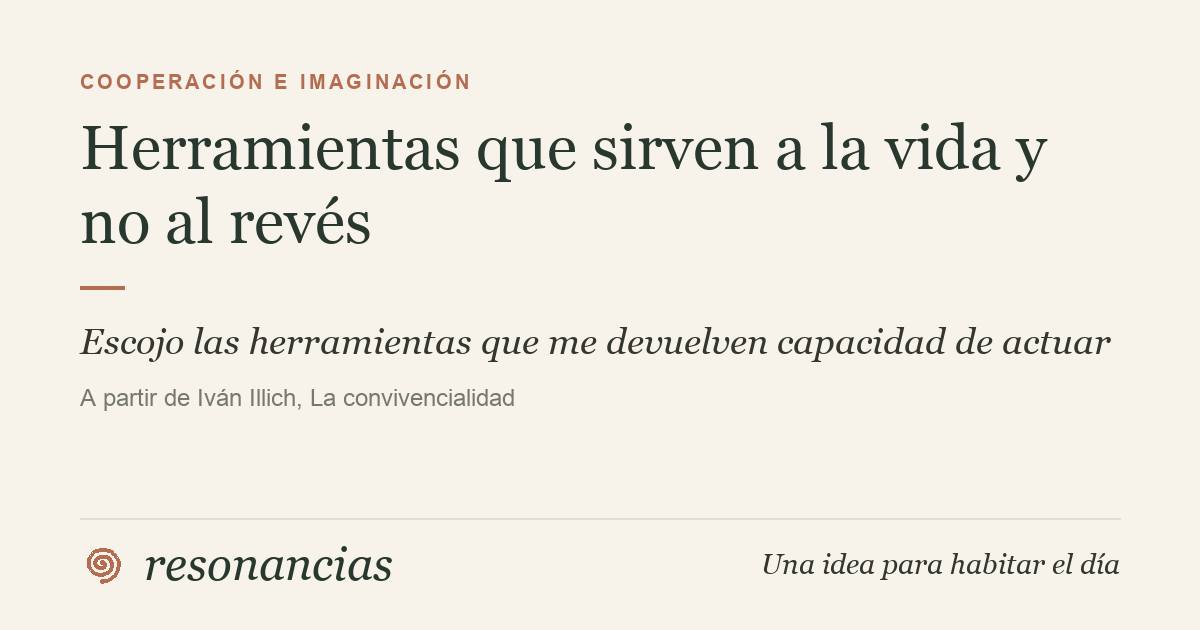 COOPERACIÓN E IMAGINACIÓN
Herramientas que sirven a la vida y
no al revés
Escojo las herramientas que me devuelven capacidad de actuar
A partir de Iván Illich, La convivencialidad
resonancias
Una idea para habitar el día